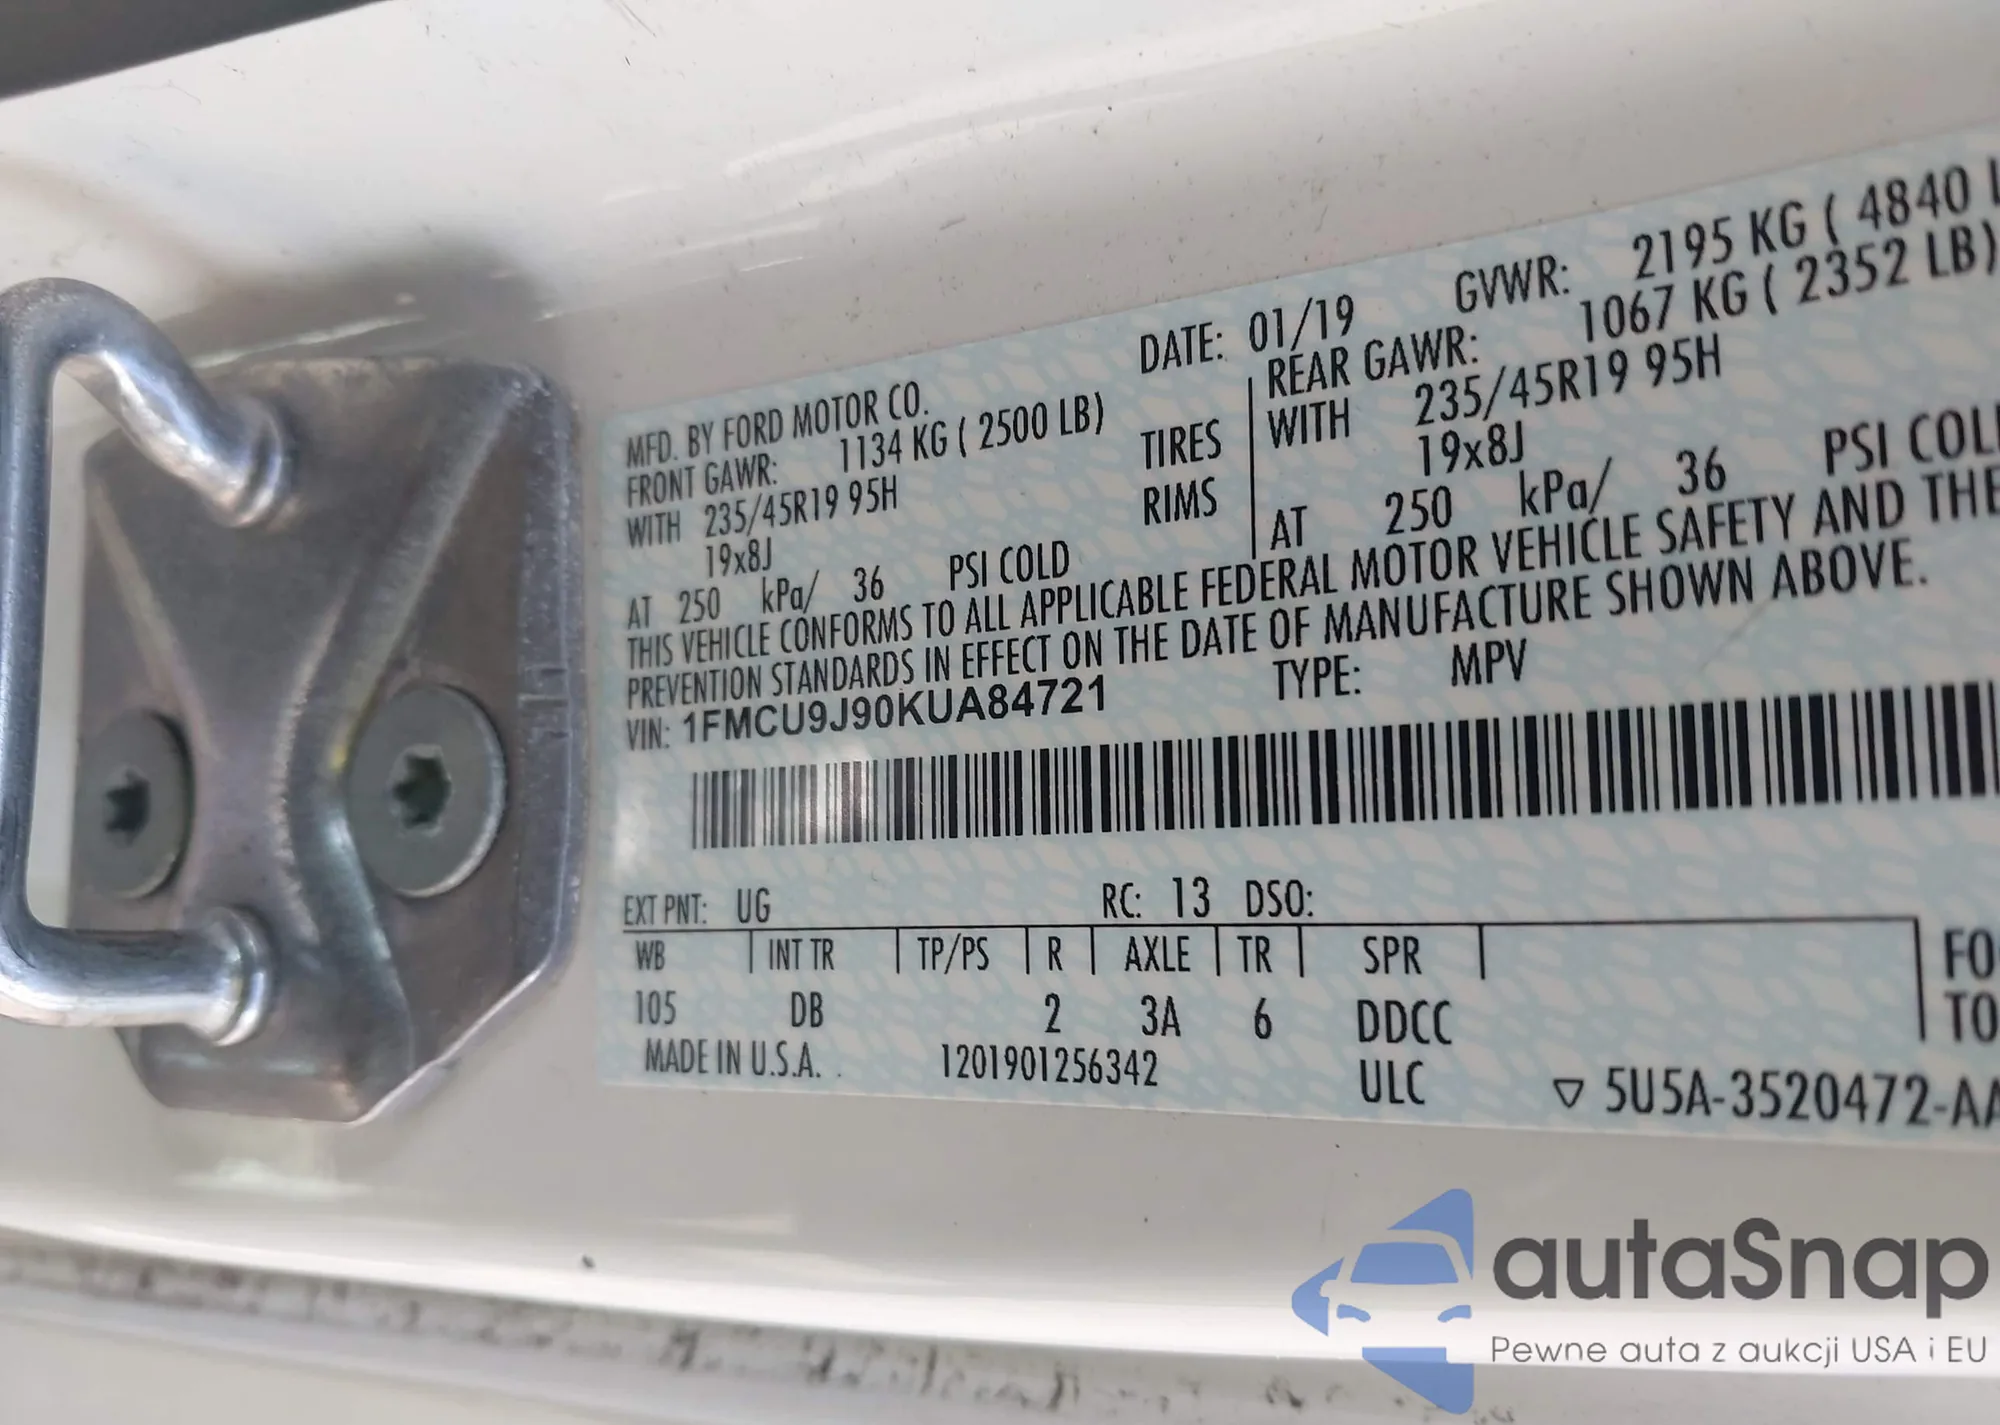 MFD. BY FORD MOTOR CO. DATE: 01/19 GVWR: 2195 KG ( 4840 L
FRONT GAWR: 1134 KG ( 2500 LB) REAR GAWR: 1067 KG ( 2352 LB)
WITH 235/45R19 95H TIRES WITH 235/45R19 95H
19x8J RIMS 19x8J
AT 250 kPa/ 36 PSI COLD AT 250 kPa/ 36 PSI COL
THIS VEHICLE CONFORMS TO ALL APPLICABLE FEDERAL MOTOR VEHICLE SAFETY AND THE
PREVENTION STANDARDS IN EFFECT ON THE DATE OF MANUFACTURE SHOWN ABOVE.
VIN: 1FMCU9J90KUA84721 TYPE: MPV
EXT PNT: UG RC: 13 DSO:
WB INT TR TP/PS R AXLE TR SPR FO
105 DB 2 3A 6 DDCC TO
MADE IN U.S.A. 1201901256342 ULC ▽ 5U5A-3520472-AA
autaSnap
Pewne auta z aukcji USA i EU